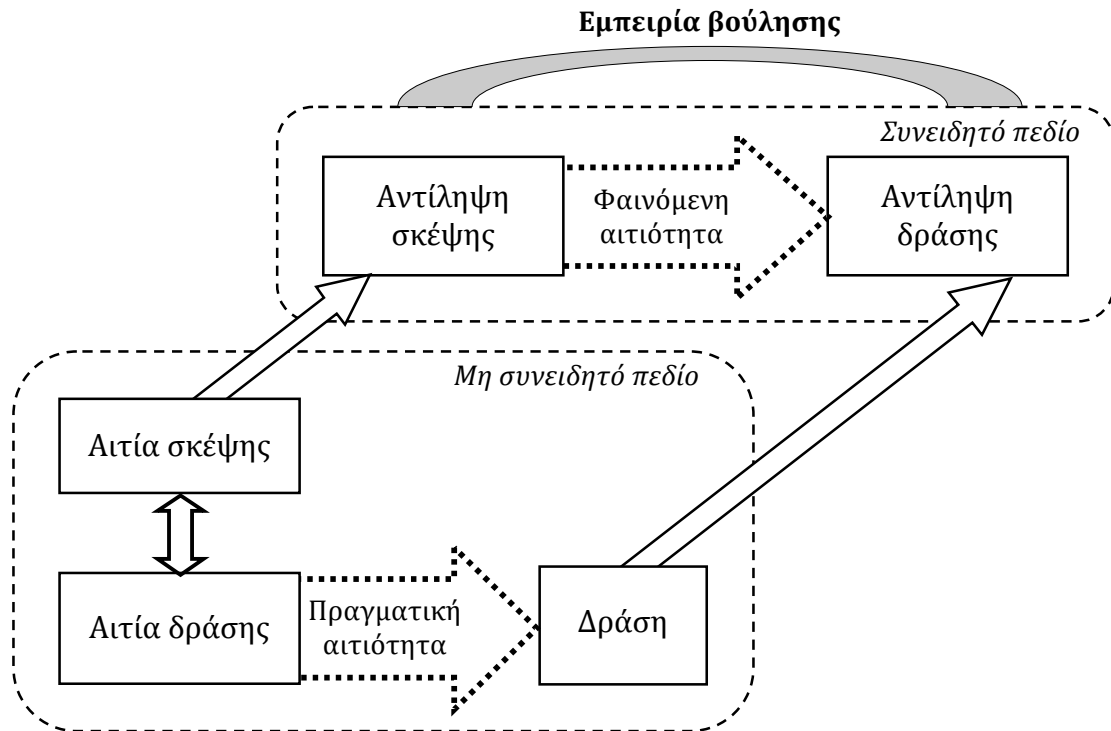 Εμπειρία βούλησης
Συνειδητό πεδίο
Αντίληψη
σκέψης
Φαινόμενη
αιτιότητα
Αντίληψη
δράσης
Μη συνειδητό πεδίο
Αιτία σκέψης
Αιτία δράσης
Πραγματική
αιτιότητα
Δράση